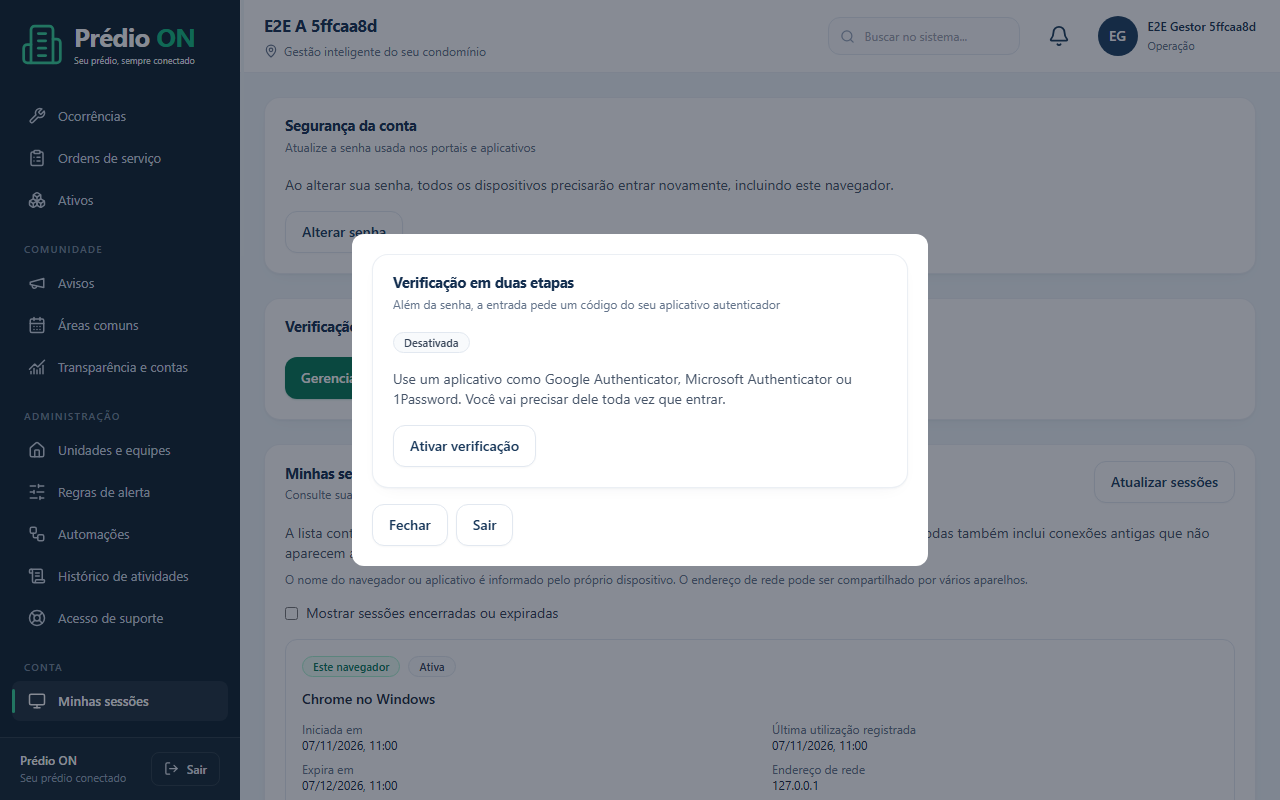 Prédio ON
Seu prédio, sempre conectado
Ocorrências
Ordens de serviço
Ativos
COMUNIDADE
Avisos
Áreas comuns
Transparência e contas
ADMINISTRAÇÃO
Unidades e equipes
Regras de alerta
Automações
Histórico de atividades
Acesso de suporte
CONTA
Minhas sessões
Prédio ON
Seu prédio conectado
Sair
E2E A 5ffcaa8d
Gestão inteligente do seu condomínio
Buscar no sistema...
EG
E2E Gestor 5ffcaa8d
Operação
Segurança da conta
Atualize a senha usada nos portais e aplicativos
Ao alterar sua senha, todos os dispositivos precisarão entrar novamente, incluindo este navegador.
Alterar senha
Verificação em duas etapas
Além da senha, a entrada pede um código do seu aplicativo autenticador
Desativada
Use um aplicativo como Google Authenticator, Microsoft Authenticator ou
1Password. Você vai precisar dele toda vez que entrar.
Ativar verificação
Fechar
Sair
Verificaçã
Gerencia
Minhas se
Consulte sua
Atualizar sessões
A lista cont
odas também inclui conexões antigas que não
aparecem
O nome do navegador ou aplicativo é informado pelo próprio dispositivo. O endereço de rede pode ser compartilhado por vários aparelhos.
Mostrar sessões encerradas ou expiradas
Este navegador
Ativa
Chrome no Windows
Iniciada em
07/11/2026, 11:00
Última utilização registrada
07/11/2026, 11:00
Expira em
07/12/2026, 11:00
Endereço de rede
127.0.0.1